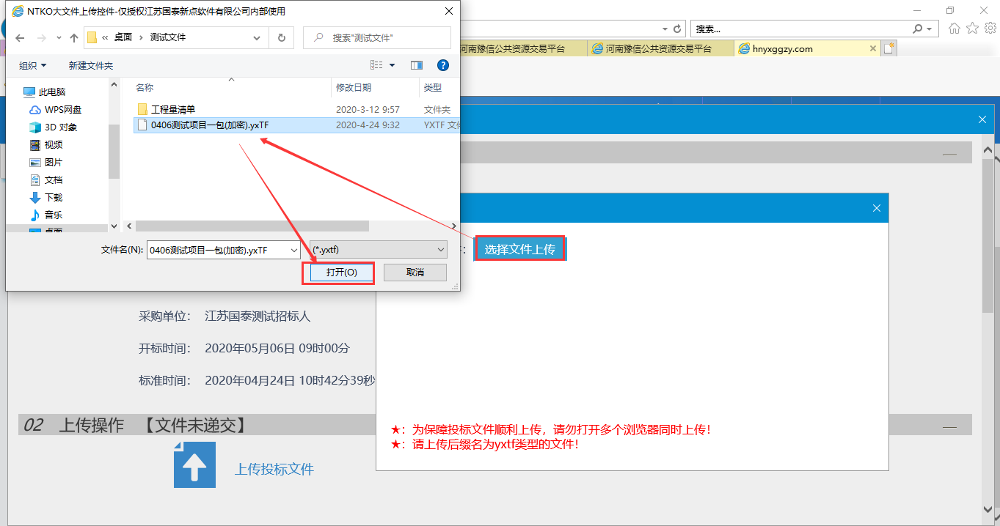 NTKO大文件上传控件-仅授权江苏国泰新点软件有限公司内部使用
« 桌面 › 测试文件
搜索"测试文件"
搜索...
河南豫信公共资源交易平台
河南豫信公共资源交易平台
hnyxggzy.com
组织
新建文件夹
此电脑
WPS网盘
3D 对象
视频
图片
文档
下载
音乐
桌面
名称 修改日期 类型
工程量清单 2020-3-12 9:57 文件夹
0406测试项目一包(加密).yxTF 2020-4-24 9:32 YXTF 文件
文件名(N): 0406测试项目一包(加密).yxTF (*.yxtf)
打开(O) 取消
选择文件上传
采购单位： 江苏国泰测试招标人
开标时间： 2020年05月06日 09时00分
标准时间： 2020年04月24日 10时42分39秒
02 上传操作 【文件未递交】
上传投标文件
★：为保障投标文件顺利上传，请勿打开多个浏览器同时上传！
★：请上传后缀名为yxtf类型的文件！